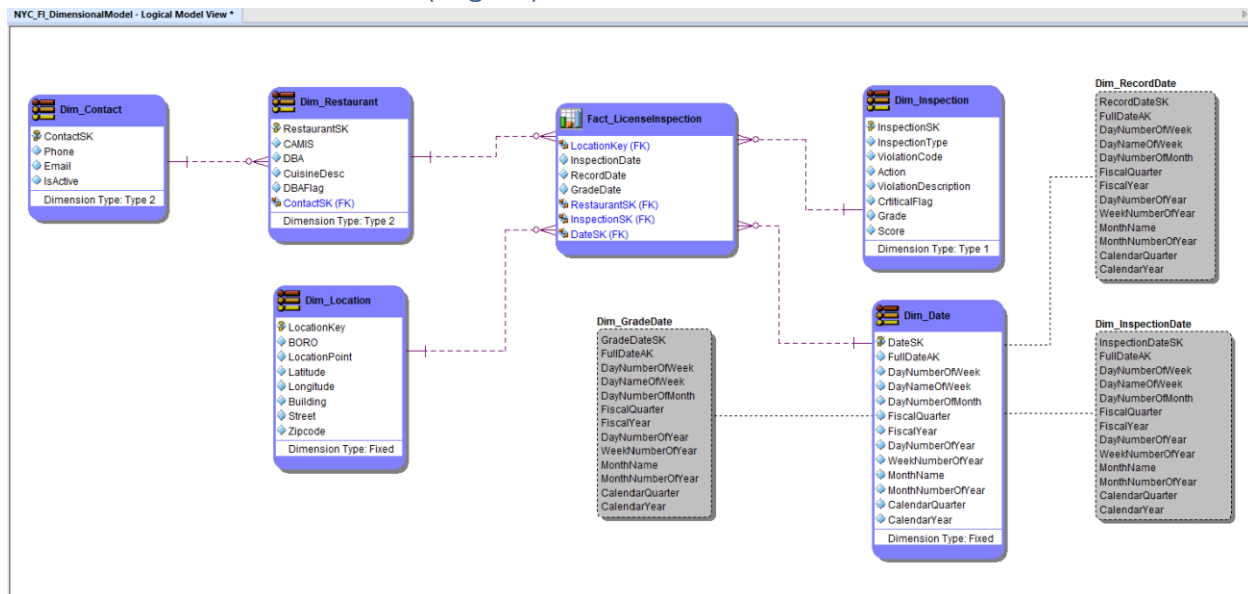 NYC_FI_DimensionalModel - Logical Model View *
Dim_Contact
ContactSK
Phone
Email
IsActive
Dimension Type: Type 2
Dim_Restaurant
RestaurantSK
CAMIS
DBA
CuisineDesc
DBAFlag
ContactSK (FK)
Dimension Type: Type 2
Fact_LicenseInspection
LocationKey (FK)
InspectionDate
RecordDate
GradeDate
RestaurantSK (FK)
InspectionSK (FK)
DateSK (FK)
Dim_Inspection
InspectionSK
InspectionType
ViolationCode
Action
ViolationDescription
CrtiticalFlag
Grade
Score
Dimension Type: Type 1
Dim_RecordDate
RecordDateSK
FullDateAK
DayNumberOfWeek
DayNameOfWeek
DayNumberOfMonth
FiscalQuarter
FiscalYear
DayNumberOfYear
WeekNumberOfYear
MonthName
MonthNumberOfYear
CalendarQuarter
CalendarYear
Dim_Location
LocationKey
BORO
LocationPoint
Latitude
Longitude
Building
Street
Zipcode
Dimension Type: Fixed
Dim_GradeDate
GradeDateSK
FullDateAK
DayNumberOfWeek
DayNameOfWeek
DayNumberOfMonth
FiscalQuarter
FiscalYear
DayNumberOfYear
WeekNumberOfYear
MonthName
MonthNumberOfYear
CalendarQuarter
CalendarYear
Dim_Date
DateSK
FullDateAK
DayNumberOfWeek
DayNameOfWeek
DayNumberOfMonth
FiscalQuarter
FiscalYear
DayNumberOfYear
WeekNumberOfYear
MonthName
MonthNumberOfYear
CalendarQuarter
CalendarYear
Dimension Type: Fixed
Dim_InspectionDate
InspectionDateSK
FullDateAK
DayNumberOfWeek
DayNameOfWeek
DayNumberOfMonth
FiscalQuarter
FiscalYear
DayNumberOfYear
WeekNumberOfYear
MonthName
MonthNumberOfYear
CalendarQuarter
CalendarYear